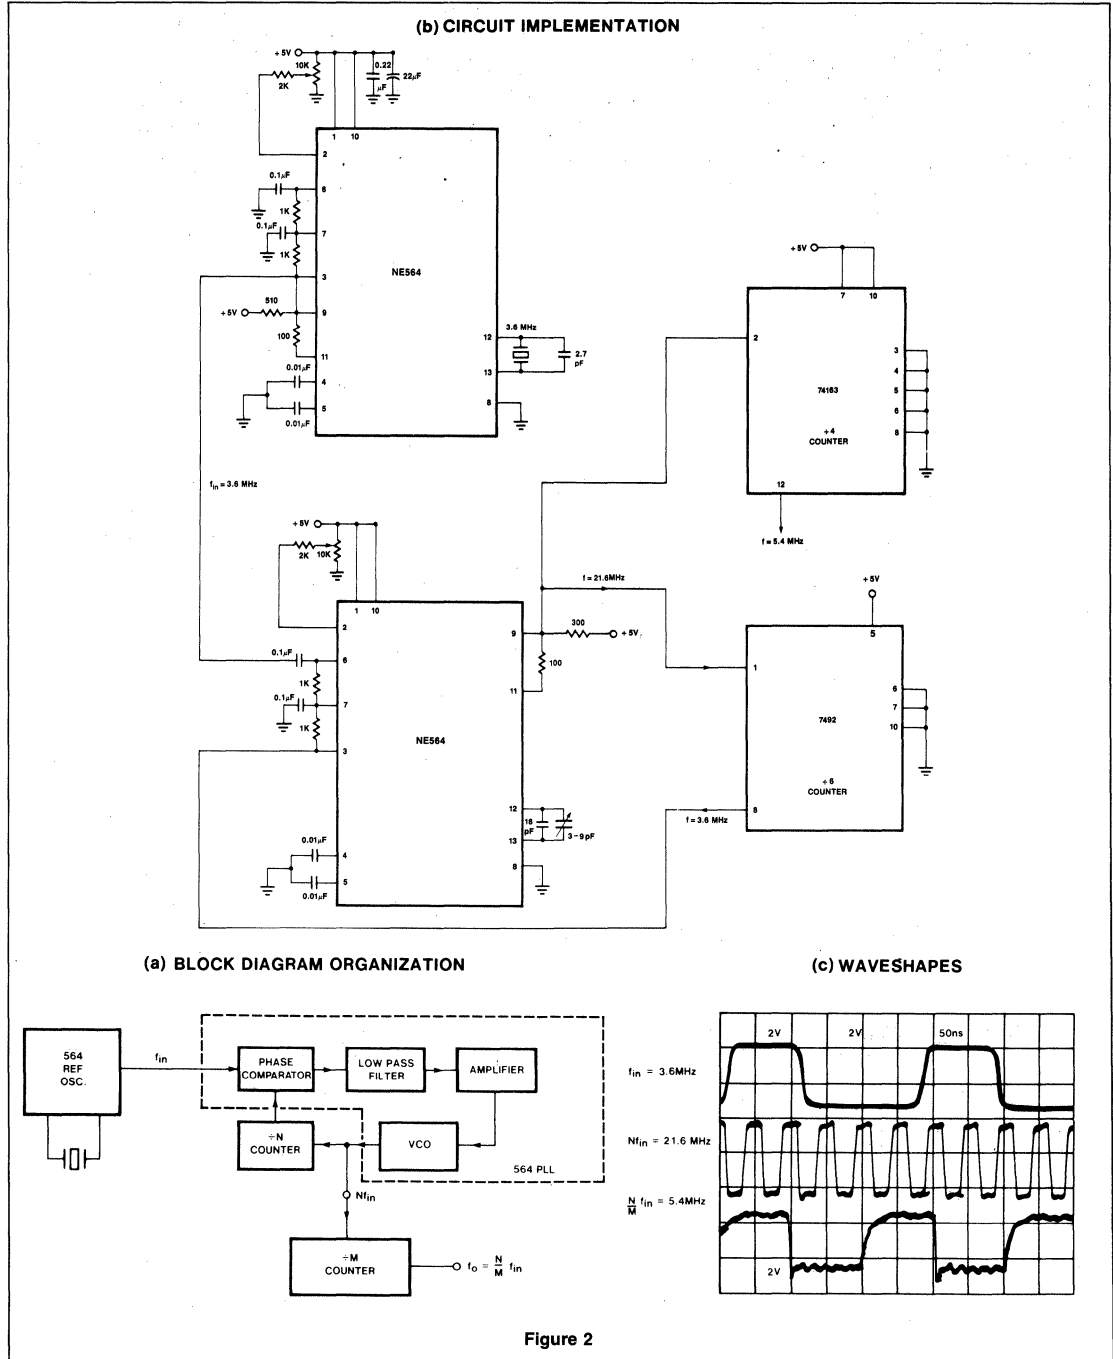 (b) CIRCUIT IMPLEMENTATION
+5V
10K
2K
0.22
μF
22μF
1 10
2
0.1μF
6
1K
0.1μF
7
1K
3
NE564
510
+5V
9
100
11
0.01μF
4
5
0.01μF
12
3.6 MHz
13
2.7
pF
8
fin = 3.6 MHz
+5V
7 10
2
3
4
5
6
8
74163
÷4
COUNTER
12
f = 5.4 MHz
+5V
2K 10K
1 10
2
0.1μF
6
1K
0.1μF
7
1K
3
NE564
0.01μF
4
5
0.01μF
9
f = 21.6MHz
300
+5V
100
11
12
18
pF
13
3-9pF
8
+5V
5
1
6
7
10
7492
÷6
COUNTER
8
f = 3.6 MHz
(a) BLOCK DIAGRAM ORGANIZATION
564
REF
OSC.
fin
PHASE
COMPARATOR
LOW PASS
FILTER
AMPLIFIER
÷N
COUNTER
VCO
564 PLL
Nfin
÷M
COUNTER
fo = N/M fin
(c) WAVESHAPES
2V 2V 50ns
fin = 3.6MHz
Nfin = 21.6 MHz
N/M fin = 5.4MHz
2V
Figure 2